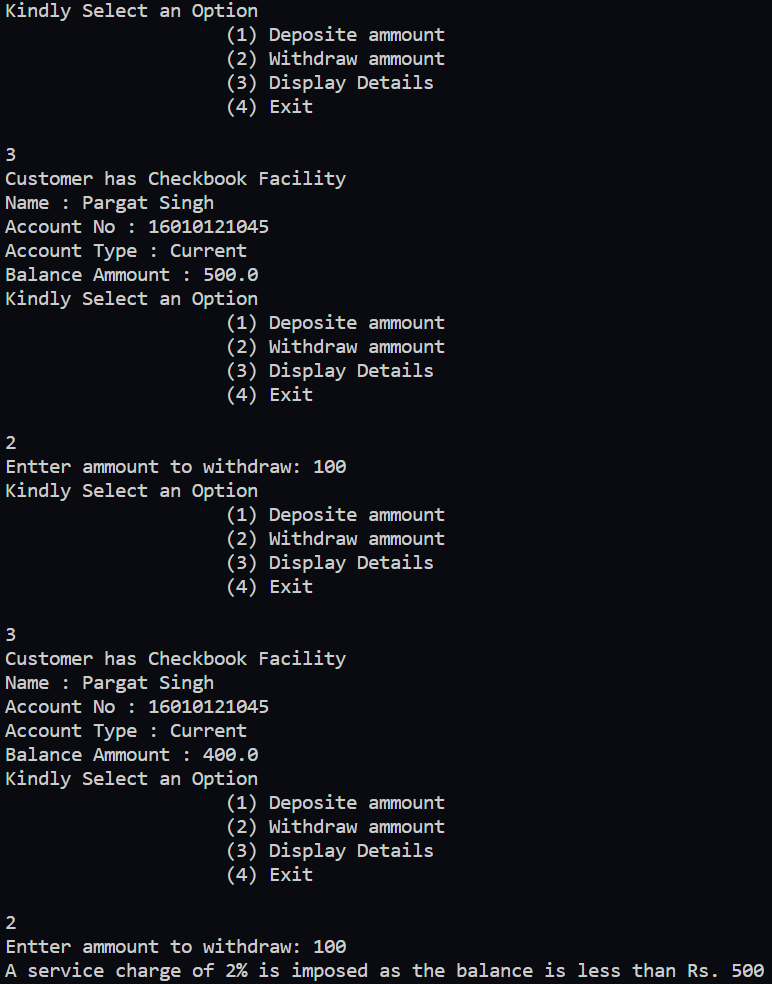 Kindly Select an Option
(1) Deposite ammount
(2) Withdraw ammount
(3) Display Details
(4) Exit
3
Customer has Checkbook Facility
Name : Pargat Singh
Account No : 16010121045
Account Type : Current
Balance Ammount : 500.0
Kindly Select an Option
(1) Deposite ammount
(2) Withdraw ammount
(3) Display Details
(4) Exit
2
Entter ammount to withdraw: 100
Kindly Select an Option
(1) Deposite ammount
(2) Withdraw ammount
(3) Display Details
(4) Exit
3
Customer has Checkbook Facility
Name : Pargat Singh
Account No : 16010121045
Account Type : Current
Balance Ammount : 400.0
Kindly Select an Option
(1) Deposite ammount
(2) Withdraw ammount
(3) Display Details
(4) Exit
2
Entter ammount to withdraw: 100
A service charge of 2% is imposed as the balance is less than Rs. 500